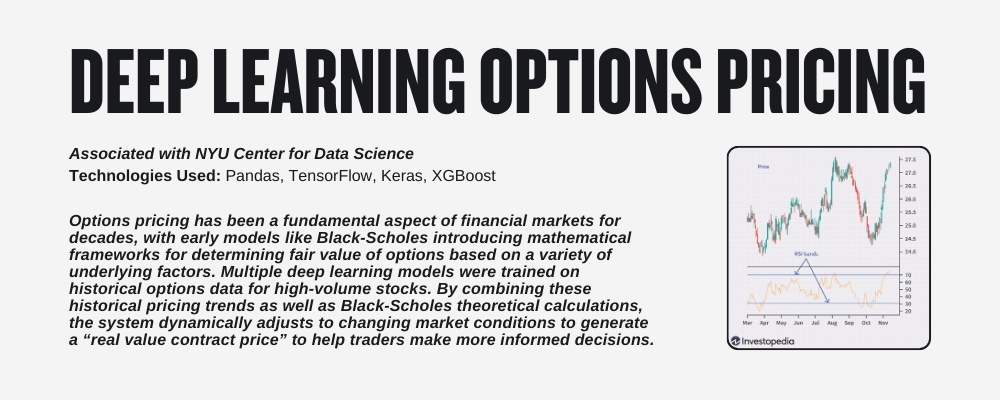 DEEP LEARNING OPTIONS PRICING
Associated with NYU Center for Data Science
Technologies Used: Pandas, TensorFlow, Keras, XGBoost
Options pricing has been a fundamental aspect of financial markets for
decades, with early models like Black-Scholes introducing mathematical
frameworks for determining fair value of options based on a variety of
underlying factors. Multiple deep learning models were trained on
historical options data for high-volume stocks. By combining these
historical pricing trends as well as Black-Scholes theoretical calculations,
the system dynamically adjusts to changing market conditions to generate
a “real value contract price” to help traders make more informed decisions.
Price
27.5
27.0
26.5
26.0
25.5
25.0
24.5
24.0
RSI bands
70
60
50
40
30
20
Mar Apr May Jun Jul Aug Sep Oct Nov
Investopedia